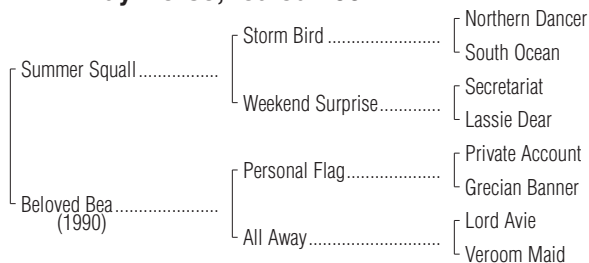 Northern Dancer
Storm Bird
South Ocean
Summer Squall
Secretariat
Weekend Surprise
Lassie Dear
Private Account
Personal Flag
Grecian Banner
Beloved Bea
(1990)
Lord Avie
All Away
Veroom Maid